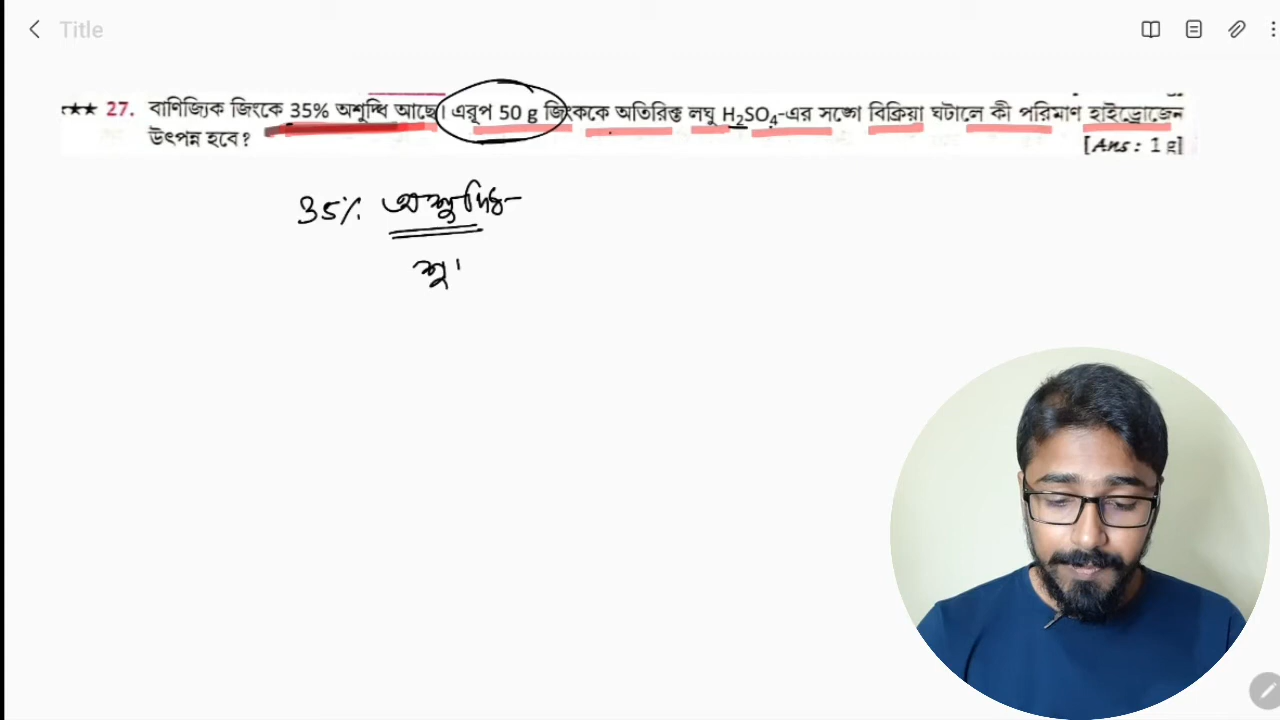 Title
★★ 27. বাণিজ্যিক জিংকে 35% অশুদ্ধি আছে। এরূপ 50 g জিংককে অতিরিক্ত লঘু H₂SO₄-এর সঙ্গে বিক্রিয়া ঘটালে কী পরিমাণ হাইড্রোজেন
উৎপন্ন হবে?
[Ans : 1 g]
35% অশুদ্ধি
শু